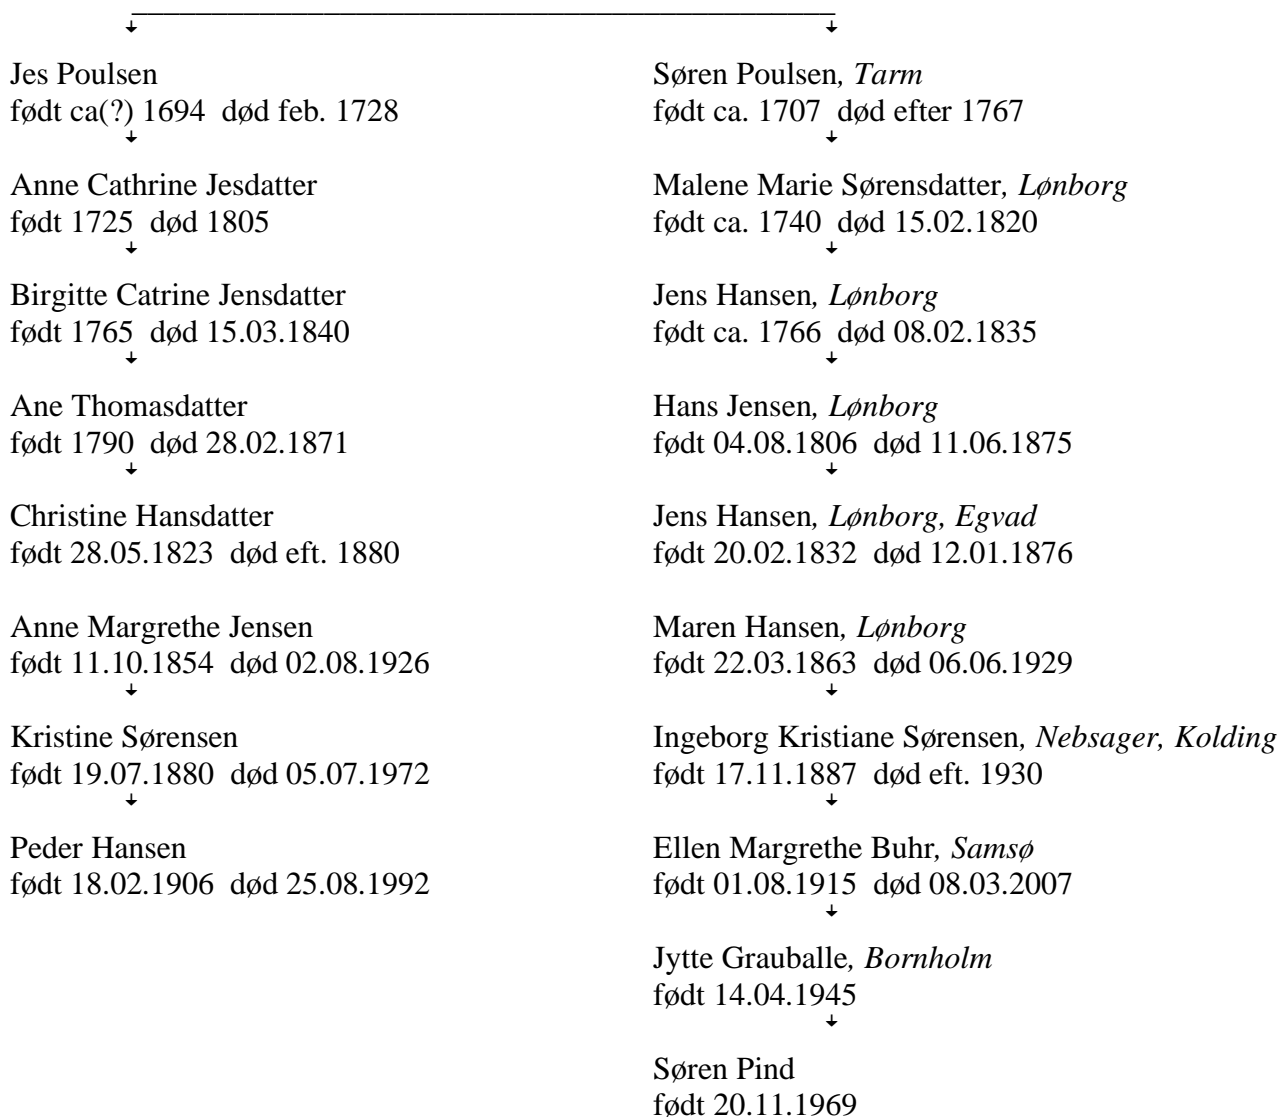 Jes Poulsen
født ca(?) 1694 død feb. 1728
Anne Cathrine Jesdatter
født 1725 død 1805
Birgitte Catrine Jensdatter
født 1765 død 15.03.1840
Ane Thomasdatter
født 1790 død 28.02.1871
Christine Hansdatter
født 28.05.1823 død eft. 1880
Anne Margrethe Jensen
født 11.10.1854 død 02.08.1926
Kristine Sørensen
født 19.07.1880 død 05.07.1972
Peder Hansen
født 18.02.1906 død 25.08.1992
Søren Poulsen, Tarm
født ca. 1707 død efter 1767
Malene Marie Sørensdatter, Lønborg
født ca. 1740 død 15.02.1820
Jens Hansen, Lønborg
født ca. 1766 død 08.02.1835
Hans Jensen, Lønborg
født 04.08.1806 død 11.06.1875
Jens Hansen, Lønborg, Egvad
født 20.02.1832 død 12.01.1876
Maren Hansen, Lønborg
født 22.03.1863 død 06.06.1929
Ingeborg Kristiane Sørensen, Nebsager, Kolding
født 17.11.1887 død eft. 1930
Ellen Margrethe Buhr, Samsø
født 01.08.1915 død 08.03.2007
Jytte Grauballe, Bornholm
født 14.04.1945
Søren Pind
født 20.11.1969